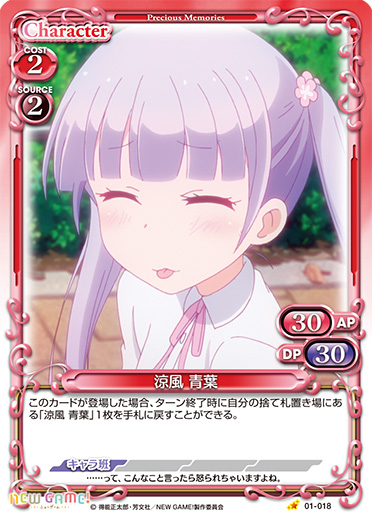 Precious Memories
Character
COST
2
SOURCE
2
30 AP
DP 30
涼風 青葉
このカードが登場した場合、ターン終了時に自分の捨て札置き場にあ
る「涼風 青葉」1枚を手札に戻すことができる。
キャラ班
……って、こんなこと言ったら怒られちゃいますよね。
NEW GAME!
© 得能正太郎・芳文社／NEW GAME!製作委員会
01-018